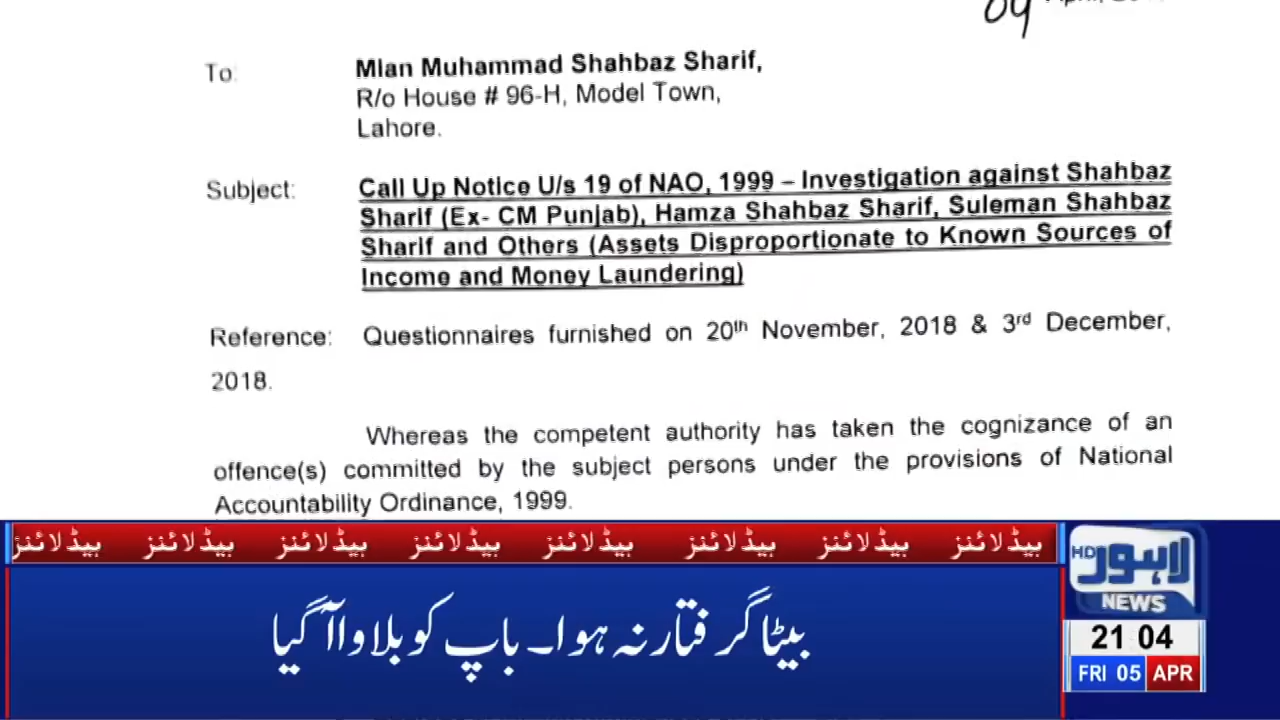 To:
Mian Muhammad Shahbaz Sharif,
R/o House # 96-H, Model Town,
Lahore.
Subject:
Call Up Notice U/s 19 of NAO, 1999 – Investigation against Shahbaz
Sharif (Ex- CM Punjab), Hamza Shahbaz Sharif, Suleman Shahbaz
Sharif and Others (Assets Disproportionate to Known Sources of
Income and Money Laundering)
Reference: Questionnaires furnished on 20th November, 2018 & 3rd December,
2018.
Whereas the competent authority has taken the cognizance of an
offence(s) committed by the subject persons under the provisions of National
Accountability Ordinance, 1999.
ہیڈلائنز ہیڈلائنز ہیڈلائنز ہیڈلائنز ہیڈلائنز ہیڈلائنز ہیڈلائنز ہیڈلائنز
بیٹا گرفتار نہ ہوا۔ باپ کو بلاوا آگیا
لاہور HD
NEWS
21 04
FRI 05 APR